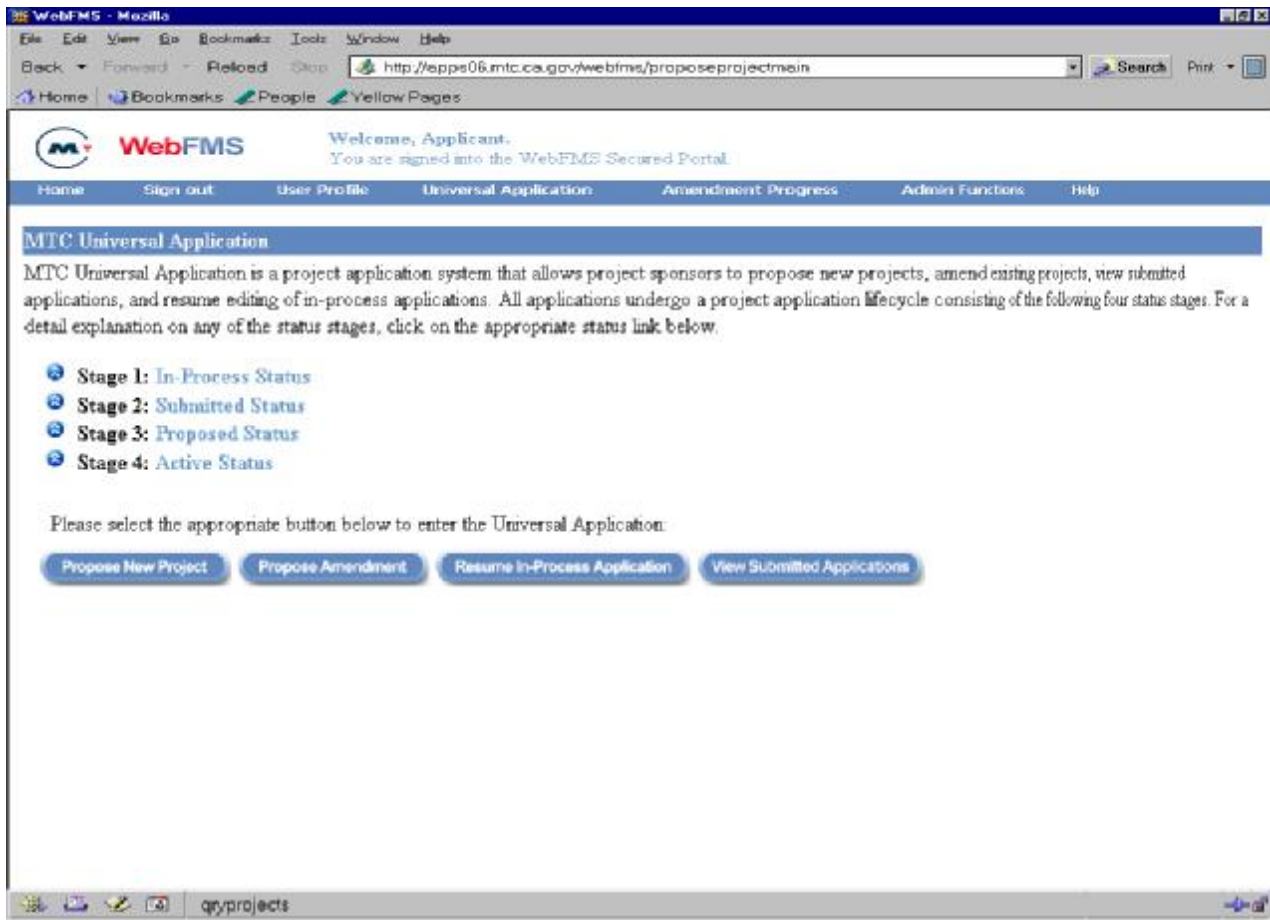 WebFMS - Mozilla
File Edit View Go Bookmarks Tools Window Help
Back Forward Reload Stop http://apps06.mtc.ca.gov/webfms/proposeprojectmain Search Print
Home Bookmarks People Yellow Pages
WebFMS
Welcome, Applicant.
You are signed into the WebFMS Secured Portal.
Home Sign out User Profile Universal Application Amendment Progress Admin Functions Help
MTC Universal Application
MTC Universal Application is a project application system that allows project sponsors to propose new projects, amend existing projects, view submitted
applications, and resume editing of in-process applications. All applications undergo a project application lifecycle consisting of the following four status stages. For a
detail explanation on any of the status stages, click on the appropriate status link below.
Stage 1: In-Process Status
Stage 2: Submitted Status
Stage 3: Proposed Status
Stage 4: Active Status
Please select the appropriate button below to enter the Universal Application:
Propose New Project Propose Amendment Resume In-Process Application View Submitted Applications
qryprojects